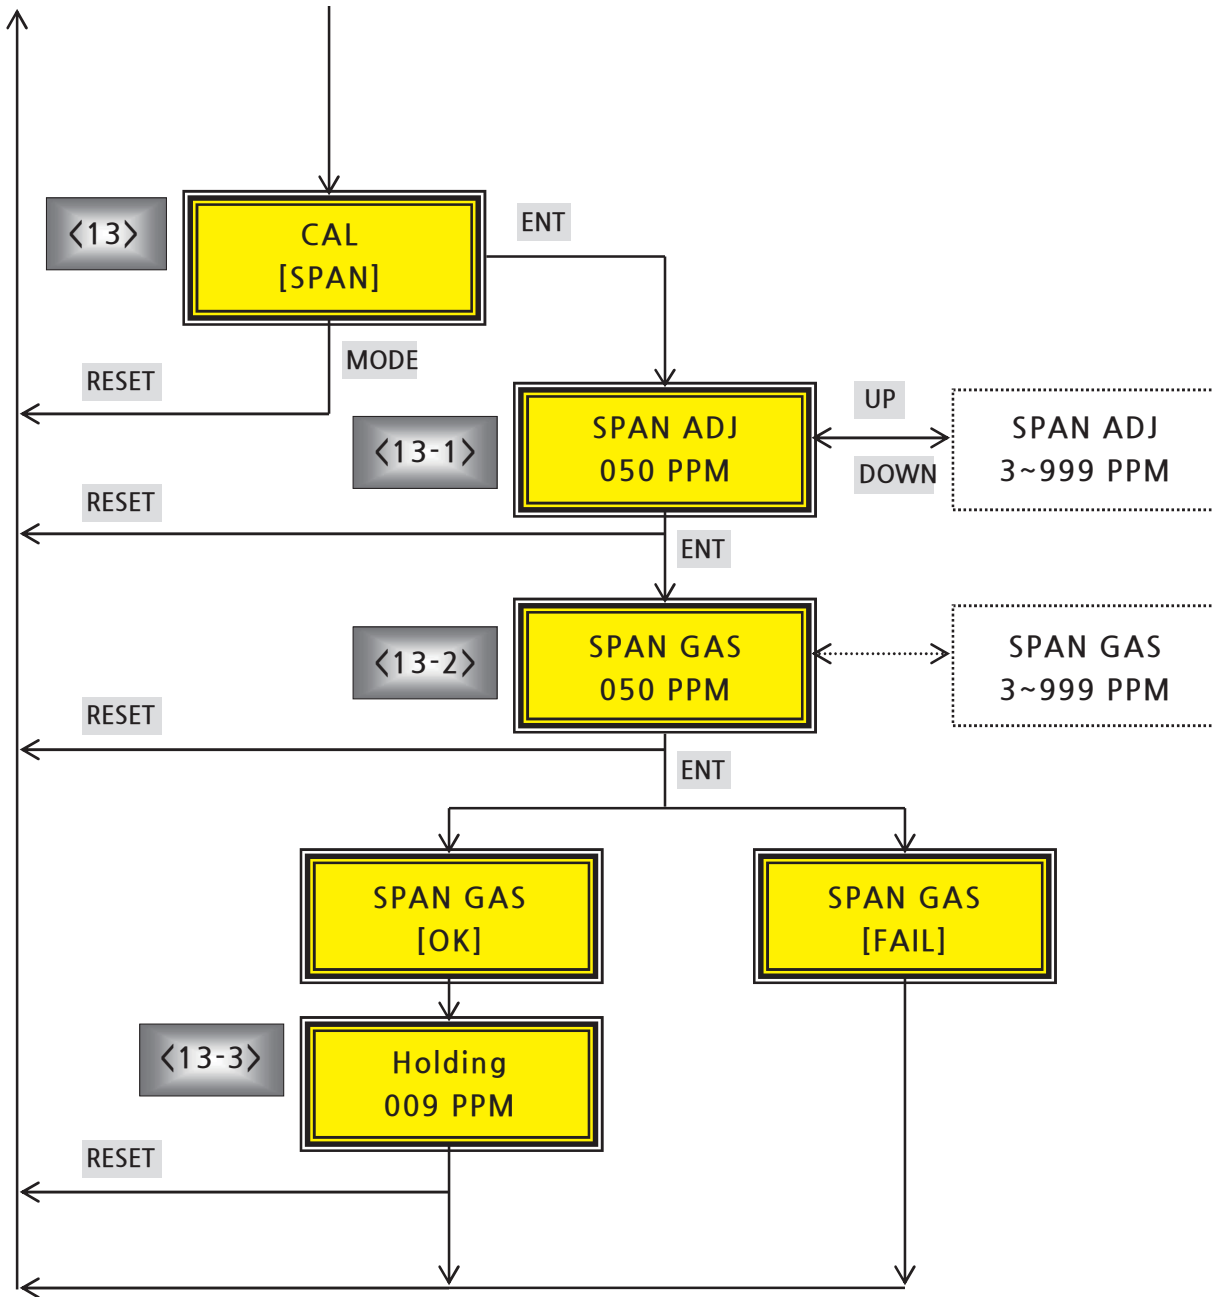 <13>
CAL
[SPAN]
ENT
MODE
RESET
<13-1>
SPAN ADJ
050 PPM
UP
DOWN
SPAN ADJ
3~999 PPM
RESET
ENT
<13-2>
SPAN GAS
050 PPM
SPAN GAS
3~999 PPM
RESET
ENT
SPAN GAS
[OK]
SPAN GAS
[FAIL]
<13-3>
Holding
009 PPM
RESET